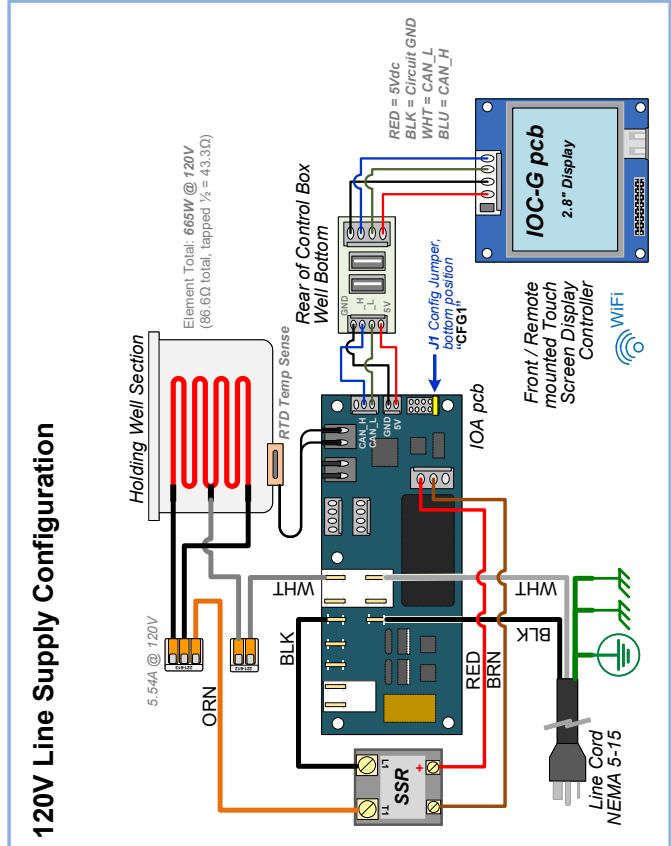 120V Line Supply Configuration
Holding Well Section
Element Total: 665W @ 120V
(86.6Ω total, tapped ½ = 43.3Ω)
5.54A @ 120V
221-613
221-612
ORN
WHT
BLK
RTD Temp Sense
Rear of Control Box
Well Bottom
GND
_H
_L
5V
RED = 5Vdc
BLK = Circuit GND
WHT = CAN_L
BLU = CAN_H
CAN_H
CAN_L
GND
5V
J1 Config Jumper,
bottom position
“CFG1”
IOA pcb
IOC-G pcb
2.8" Display
Front / Remote
mounted Touch
Screen Display
Controller
WiFi
SSR
L1
T1
+
RED
BRN
BLK
WHT
Line Cord
NEMA 5-15